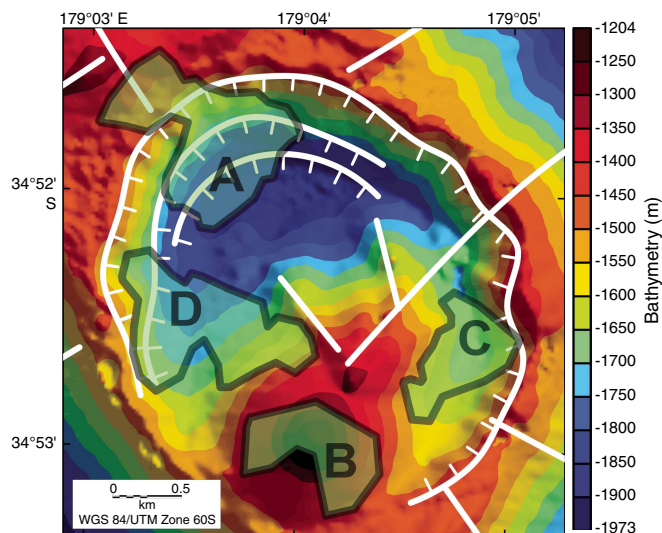 179°03' E
179°04'
179°05'
34°52'
S
34°53'
A
D
C
B
0 0.5
km
WGS 84/UTM Zone 60S
-1204
-1250
-1300
-1350
-1400
-1450
-1500
-1550
-1600
-1650
-1700
-1750
-1800
-1850
-1900
-1973
Bathymetry (m)